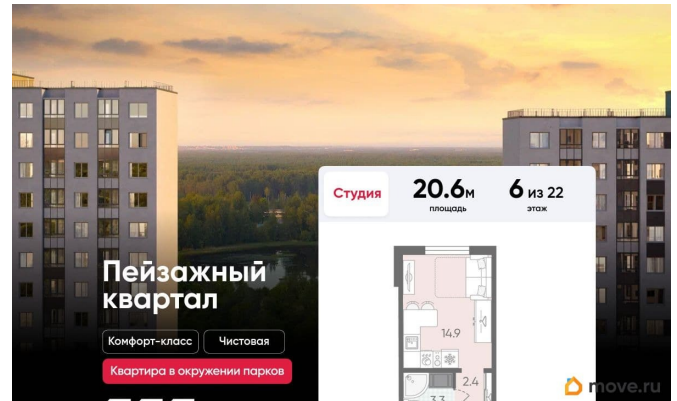 Студия
20.6м
площадь
6 из 22
этаж
Пейзажный
квартал
Комфорт-класс
Чистовая
Квартира в окружении парков
14.9
2.4
3.3
move.ru